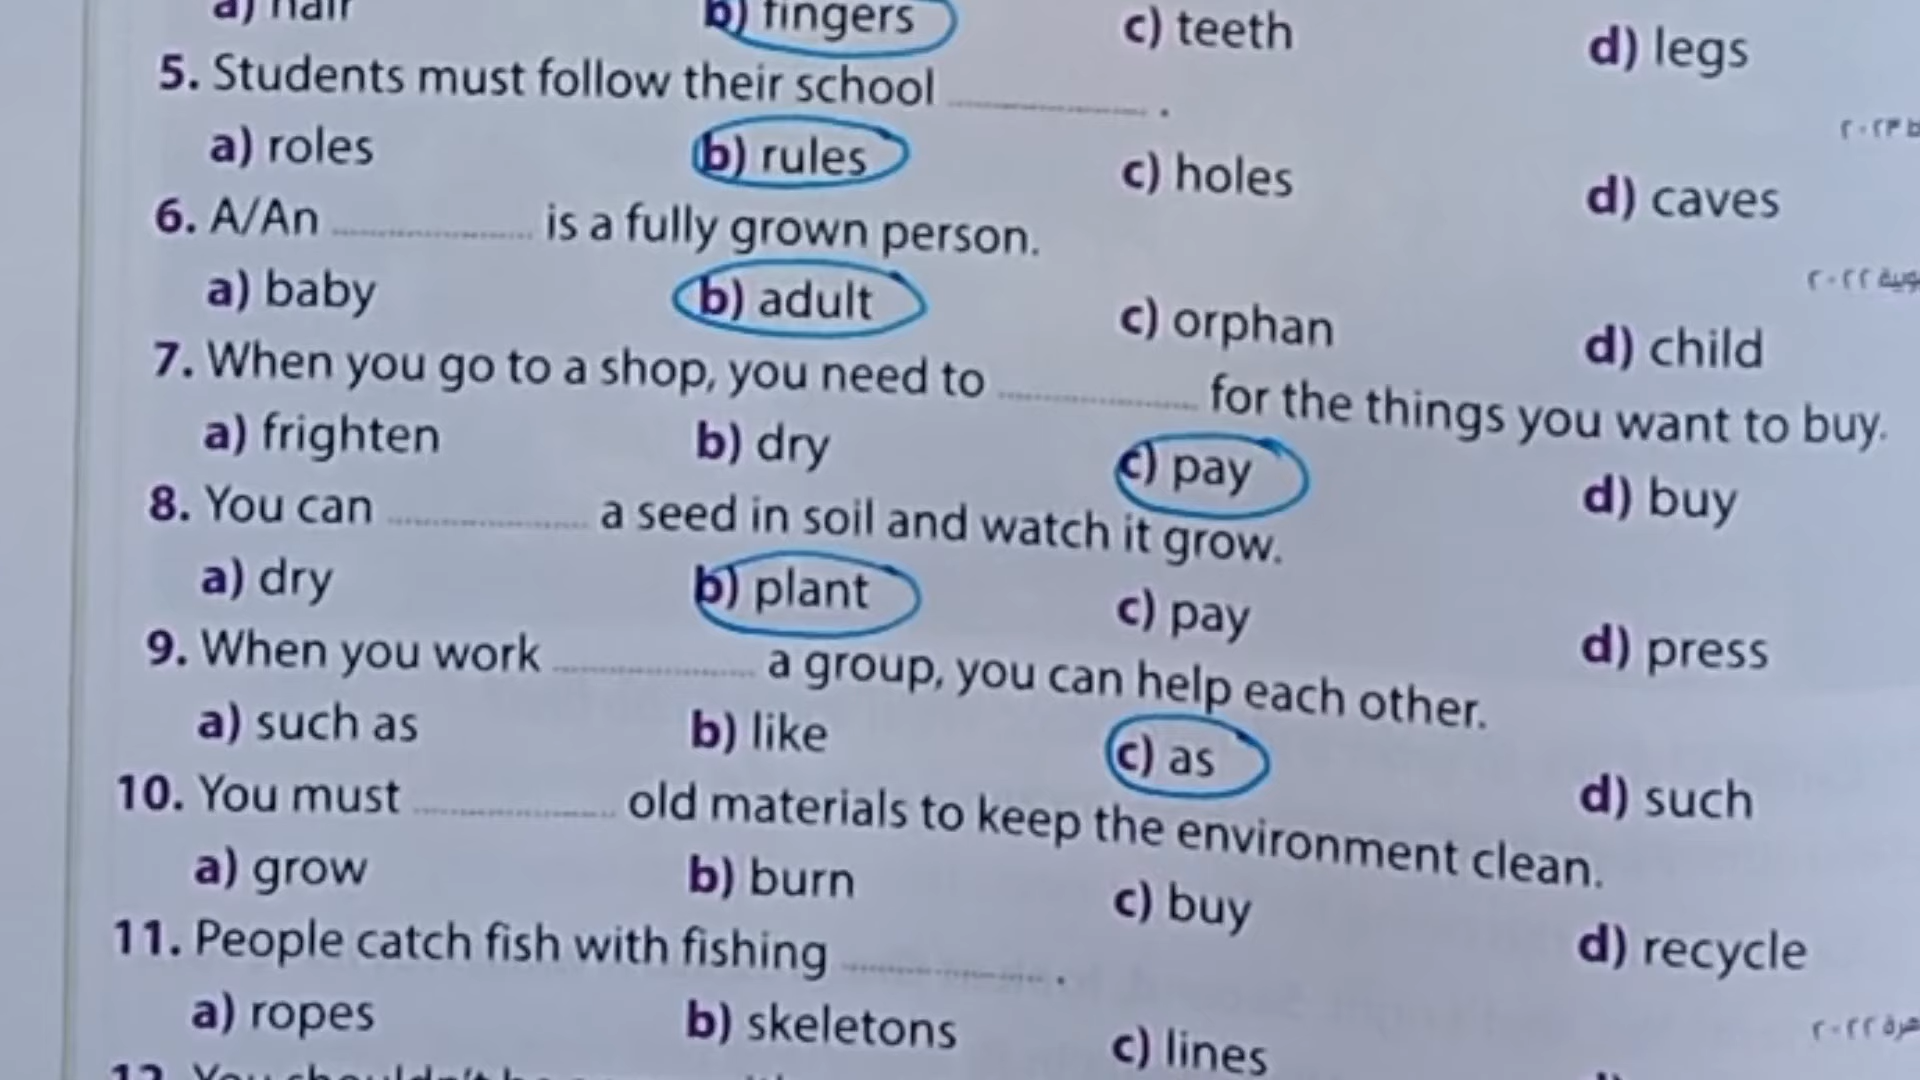 a) hair b) fingers c) teeth d) legs
5. Students must follow their school .
a) roles b) rules c) holes d) caves
6. A/An is a fully grown person.
a) baby b) adult c) orphan d) child
7. When you go to a shop, you need to for the things you want to buy.
a) frighten b) dry c) pay d) buy
8. You can a seed in soil and watch it grow.
a) dry b) plant c) pay d) press
9. When you work a group, you can help each other.
a) such as b) like c) as d) such
10. You must old materials to keep the environment clean.
a) grow b) burn c) buy d) recycle
11. People catch fish with fishing .
a) ropes b) skeletons c) lines
12. You shouldn't